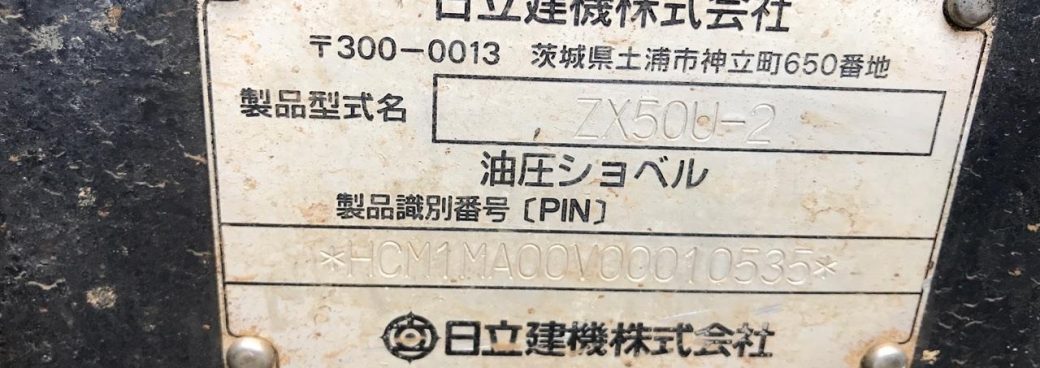 日立建機株式会社
〒300-0013 茨城県土浦市神立町650番地
製品型式名 ZX50U-2
油圧ショベル
製品識別番号〔PIN〕
*HCM1MA00V00010535*
日立建機株式会社